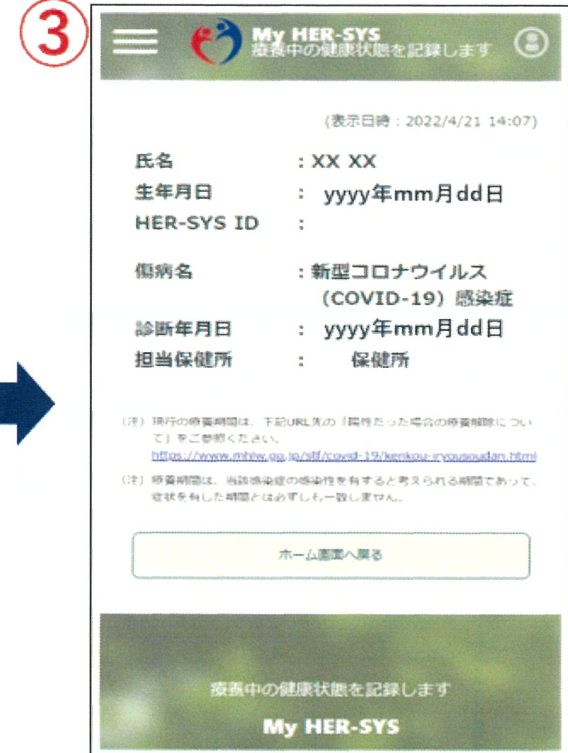 ③
My HER-SYS
療養中の健康状態を記録します
(表示日時：2022/4/21 14:07)
氏名 ：XX XX
生年月日 ： yyyy年mm月dd日
HER-SYS ID ：
傷病名 ：新型コロナウイルス
（COVID-19）感染症
診断年月日 ： yyyy年mm月dd日
担当保健所 ： 保健所
（注）現行の療養期間は、下記URL先の「陽性だった場合の療養解除につい
て」をご参照ください。
https://www.mhlw.go.jp/stf/covid-19/kenkou-iryousoudan.html
（注）療養期間は、当該感染症の感染性を有すると考えられる期間であって、
症状を有した期間とは必ずしも一致しません。
ホーム画面へ戻る
療養中の健康状態を記録します
My HER-SYS